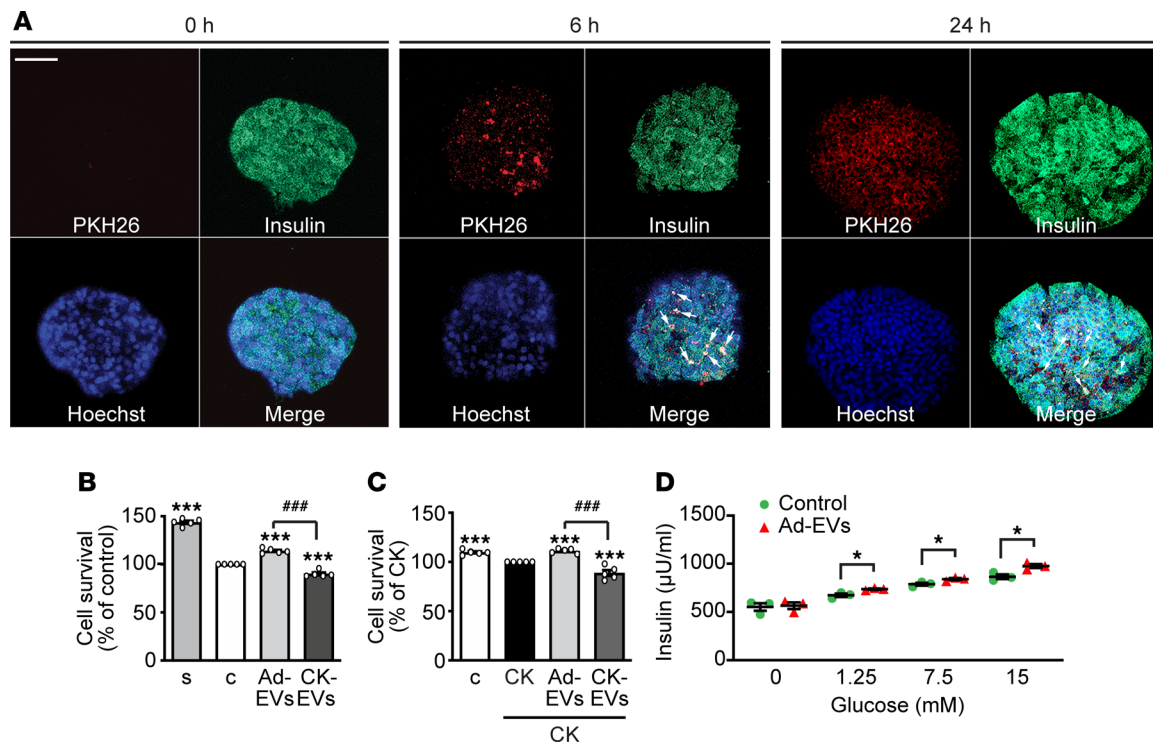 A
0 h
6 h
24 h
PKH26
Insulin
PKH26
Insulin
PKH26
Insulin
Hoechst
Merge
Hoechst
Merge
Hoechst
Merge
B
Cell survival
(% of control)
150
100
50
0
***
***
***
###
s
c
Ad-
EVs
CK-
EVs
C
Cell survival
(% of CK)
150
100
50
0
***
***
***
###
c
CK
Ad-
EVs
CK-
EVs
CK
D
Control
Ad-EVs
Insulin (µU/ml)
1500
1000
500
0
*
*
*
0
1.25
7.5
15
Glucose (mM)